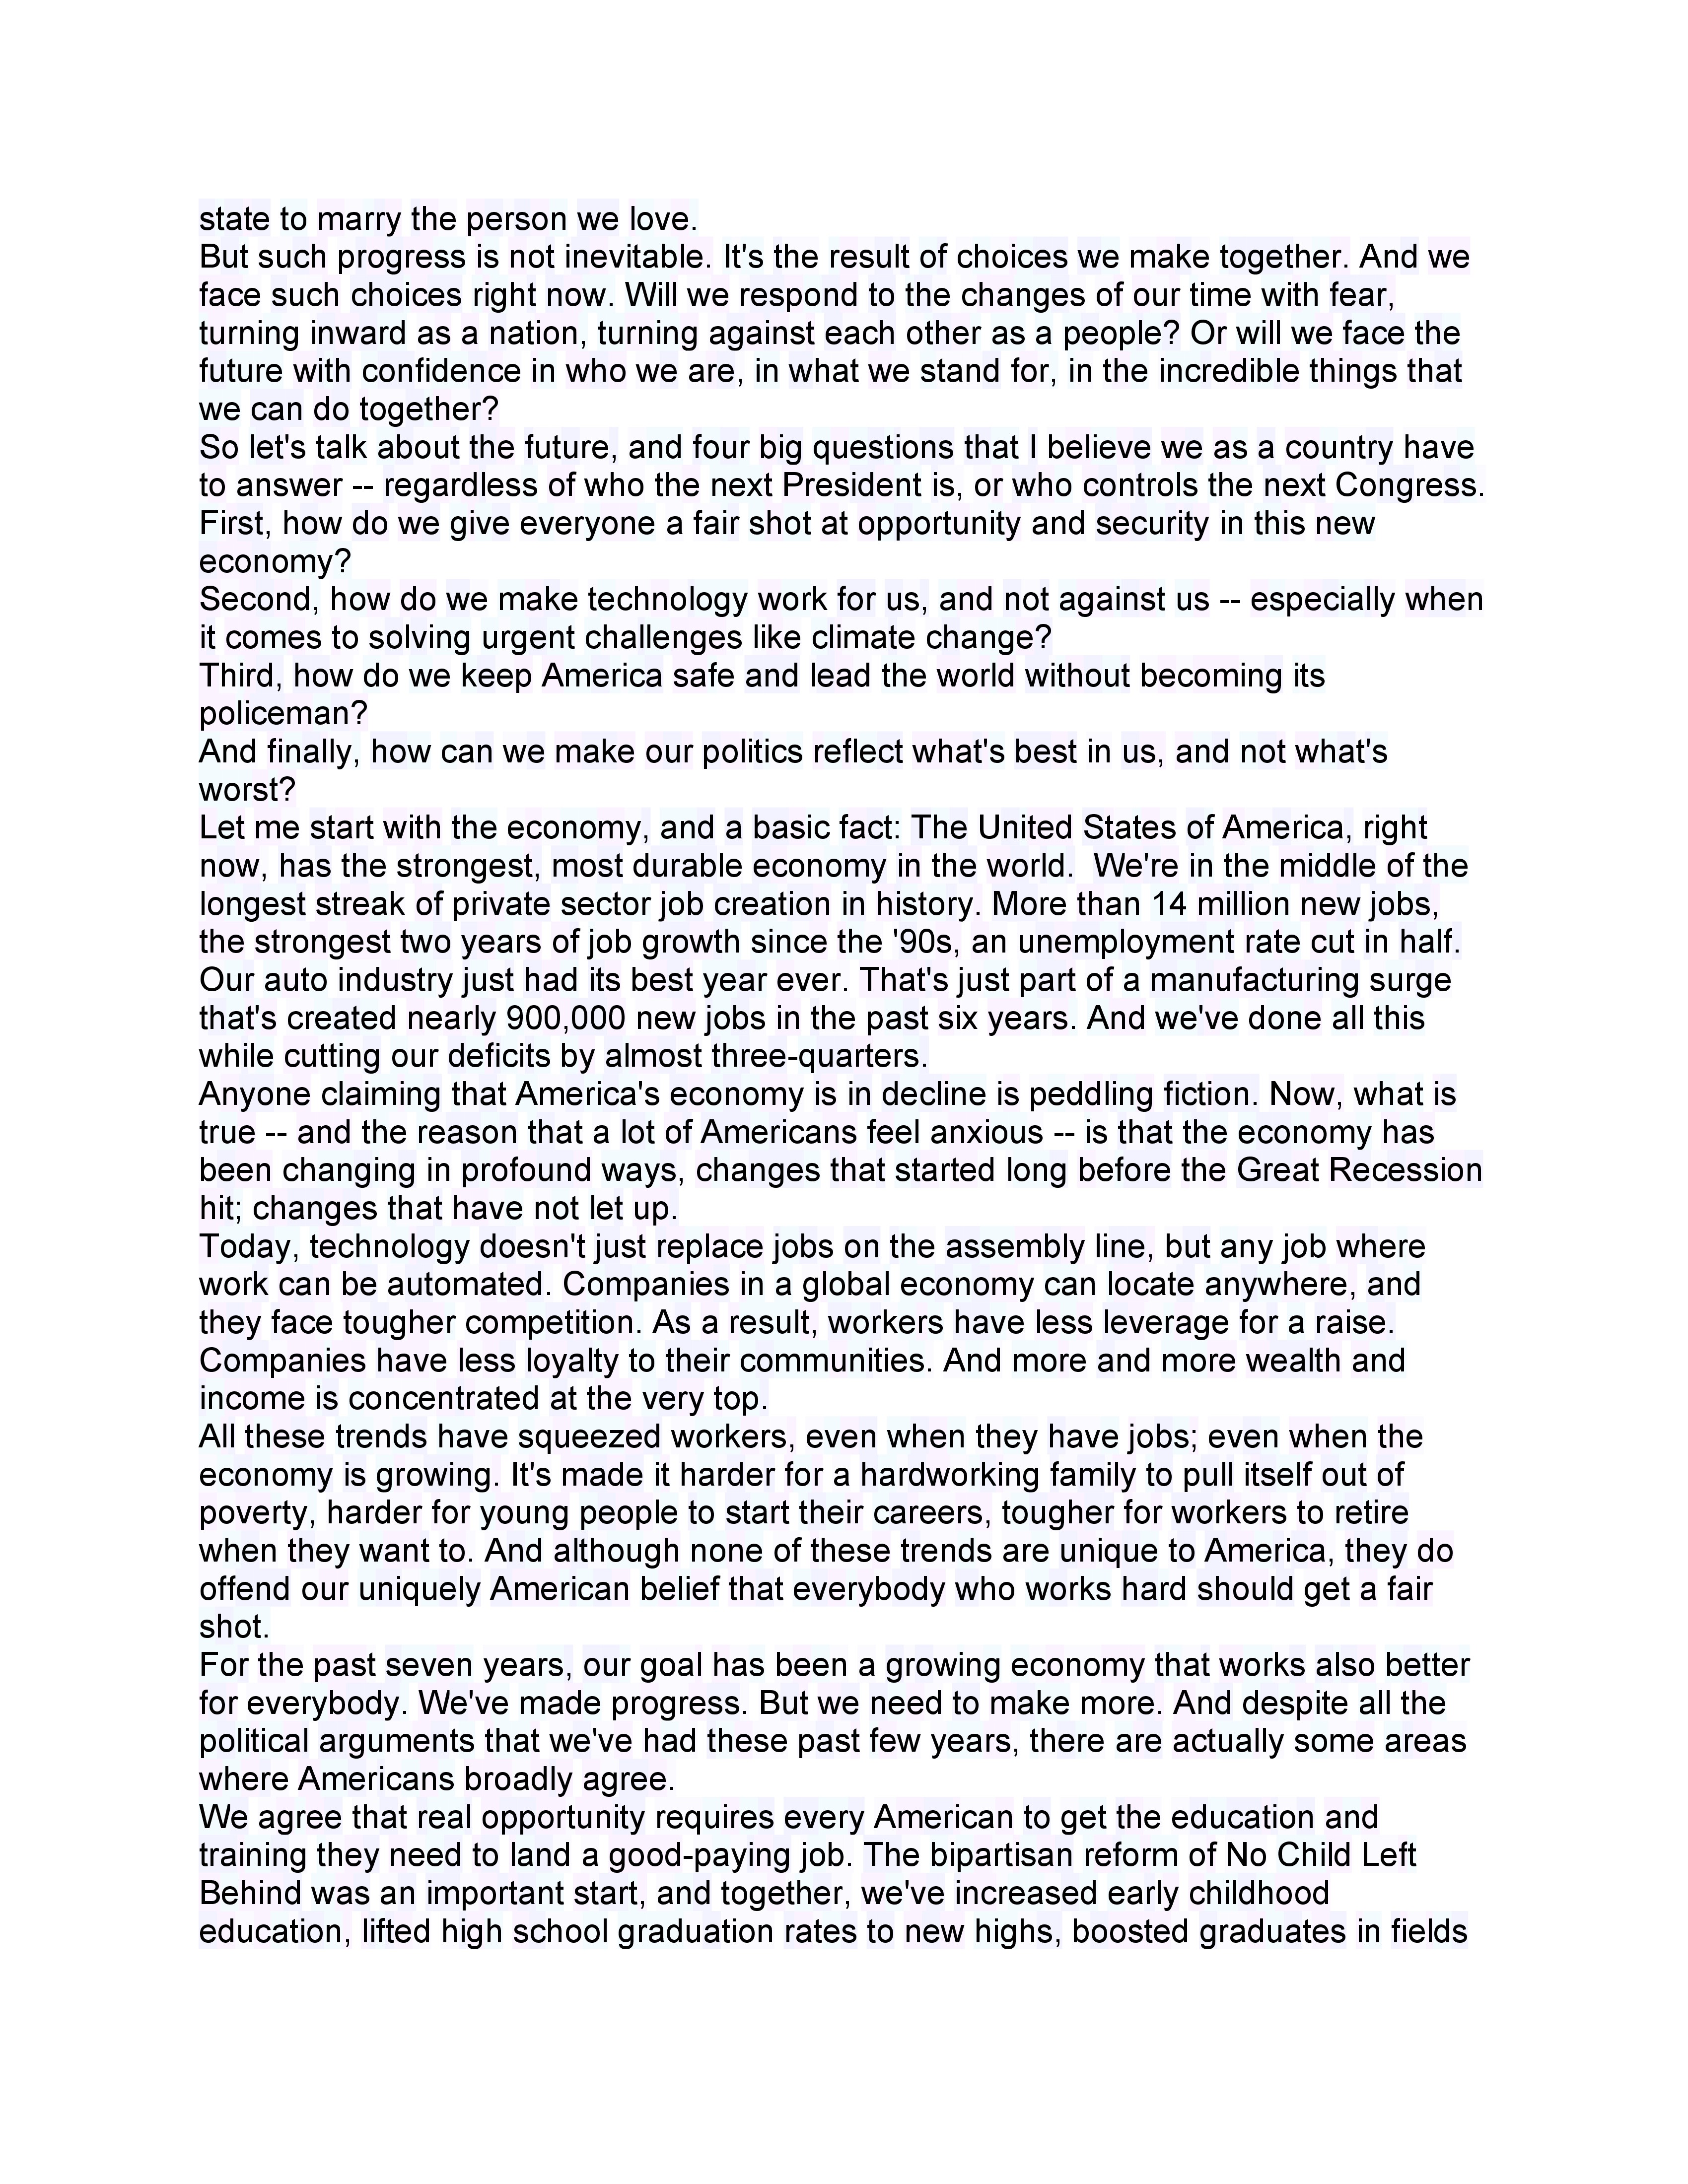 state to marry the person we love.
But such progress is not inevitable. It's the result of choices we make together. And we
face such choices right now. Will we respond to the changes of our time with fear,
turning inward as a nation, turning against each other as a people? Or will we face the
future with confidence in who we are, in what we stand for, in the incredible things that
we can do together?
So let's talk about the future, and four big questions that I believe we as a country have
to answer -- regardless of who the next President is, or who controls the next Congress.
First, how do we give everyone a fair shot at opportunity and security in this new
economy?
Second, how do we make technology work for us, and not against us -- especially when
it comes to solving urgent challenges like climate change?
Third, how do we keep America safe and lead the world without becoming its
policeman?
And finally, how can we make our politics reflect what's best in us, and not what's
worst?
Let me start with the economy, and a basic fact: The United States of America, right
now, has the strongest, most durable economy in the world.  We're in the middle of the
longest streak of private sector job creation in history. More than 14 million new jobs,
the strongest two years of job growth since the '90s, an unemployment rate cut in half.
Our auto industry just had its best year ever. That's just part of a manufacturing surge
that's created nearly 900,000 new jobs in the past six years. And we've done all this
while cutting our deficits by almost three-quarters.
Anyone claiming that America's economy is in decline is peddling fiction. Now, what is
true -- and the reason that a lot of Americans feel anxious -- is that the economy has
been changing in profound ways, changes that started long before the Great Recession
hit; changes that have not let up.
Today, technology doesn't just replace jobs on the assembly line, but any job where
work can be automated. Companies in a global economy can locate anywhere, and
they face tougher competition. As a result, workers have less leverage for a raise.
Companies have less loyalty to their communities. And more and more wealth and
income is concentrated at the very top.
All these trends have squeezed workers, even when they have jobs; even when the
economy is growing. It's made it harder for a hardworking family to pull itself out of
poverty, harder for young people to start their careers, tougher for workers to retire
when they want to. And although none of these trends are unique to America, they do
offend our uniquely American belief that everybody who works hard should get a fair
shot.
For the past seven years, our goal has been a growing economy that works also better
for everybody. We've made progress. But we need to make more. And despite all the
political arguments that we've had these past few years, there are actually some areas
where Americans broadly agree.
We agree that real opportunity requires every American to get the education and
training they need to land a good-paying job. The bipartisan reform of No Child Left
Behind was an important start, and together, we've increased early childhood
education, lifted high school graduation rates to new highs, boosted graduates in fields